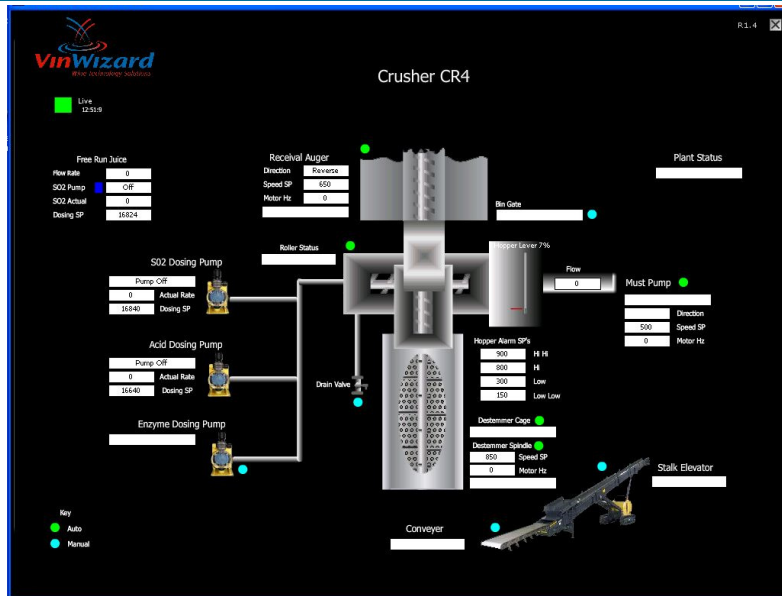 R.1.4
VinWizard
Wine Technology Solutions
Crusher CR4
Live
12:51:9
Free Run Juice
Flow Rate 0
SO2 Pump Off
SO2 Actual 0
Dosing SP 16824
Receival Auger
Direction Reverse
Speed SP 650
Motor Hz 0
Plant Status
Bin Gate
Roller Status
Hopper Lever 7%
S02 Dosing Pump
Pump Off
0 Actual Rate
16840 Dosing SP
Flow
0
Must Pump
Direction
500 Speed SP
0 Motor Hz
Acid Dosing Pump
Pump Off
0 Actual Rate
16640 Dosing SP
Drain Valve
Hopper Alarm SP's
900 Hi Hi
800 Hi
300 Low
150 Low Low
Enzyme Dosing Pump
Destemmer Cage
Destemmer Spindle
850 Speed SP
0 Motor Hz
Stalk Elevator
Key
Auto
Manual
Conveyer